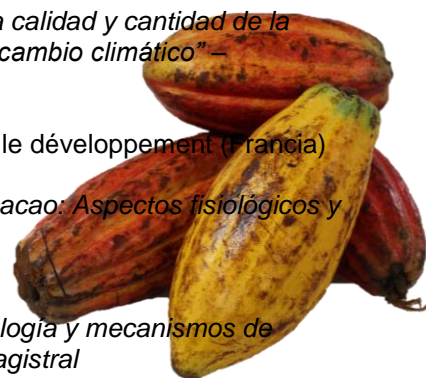 a calidad y cantidad de la
cambio climático” –
le développement (Francia)
acao: Aspectos fisiológicos y
logía y mecanismos de
agistral